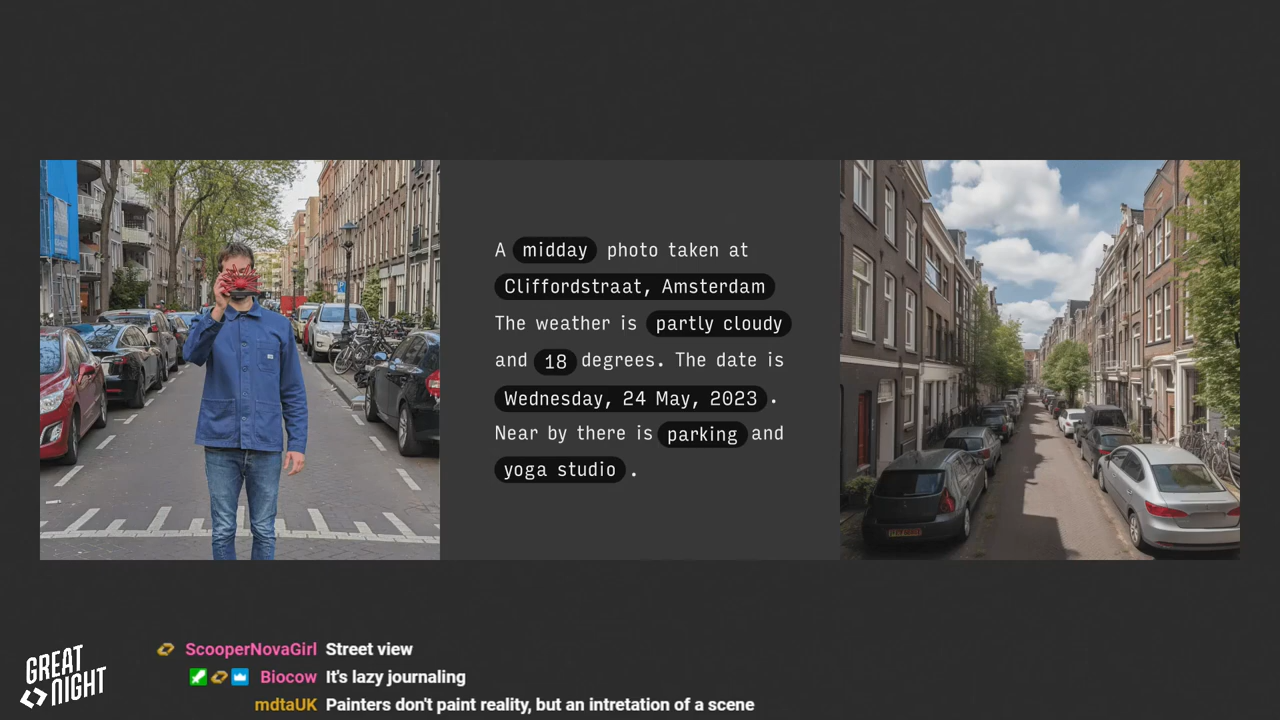 A midday photo taken at
Cliffordstraat, Amsterdam
The weather is partly cloudy
and 18 degrees. The date is
Wednesday, 24 May, 2023 .
Near by there is parking and
yoga studio .
GREAT
NIGHT
ScooperNovaGirl Street view
Biocow It's lazy journaling
mdtaUK Painters don't paint reality, but an intretation of a scene